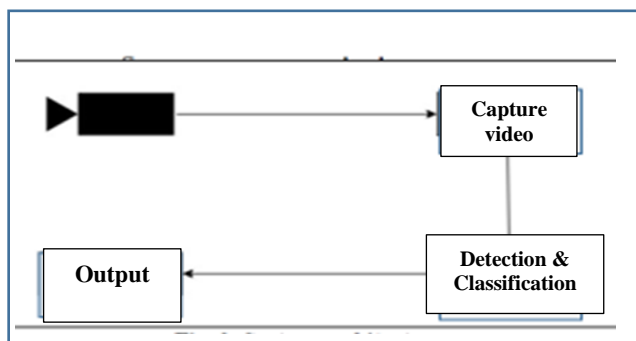 Capture
video
Output
Detection &
Classification